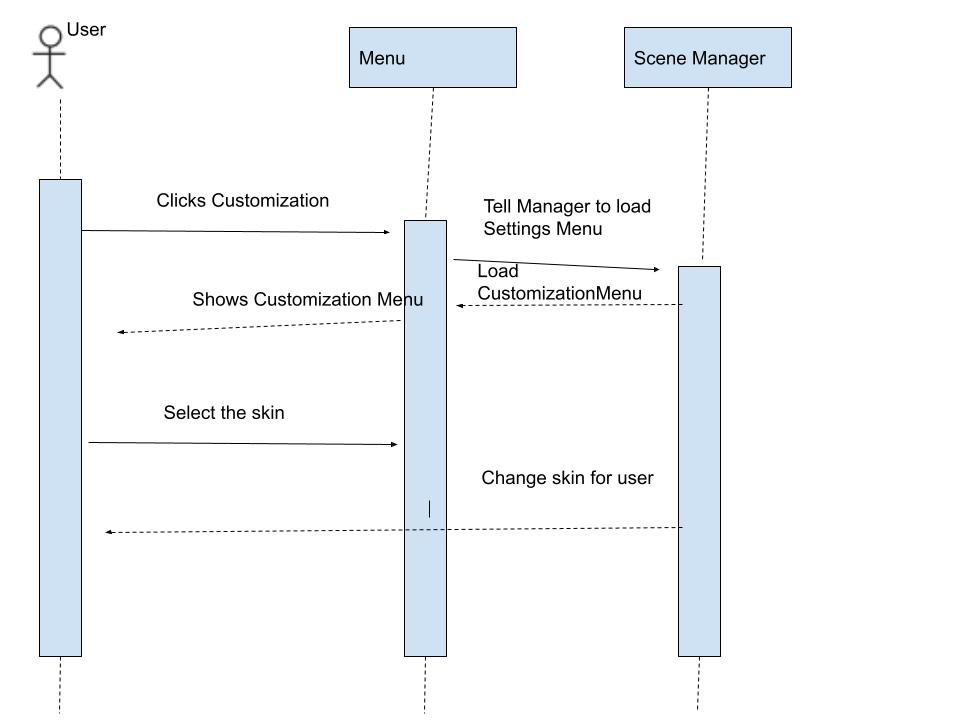 User
Menu
Scene Manager
Clicks Customization
Tell Manager to load
Settings Menu
Load
CustomizationMenu
Shows Customization Menu
Select the skin
Change skin for user